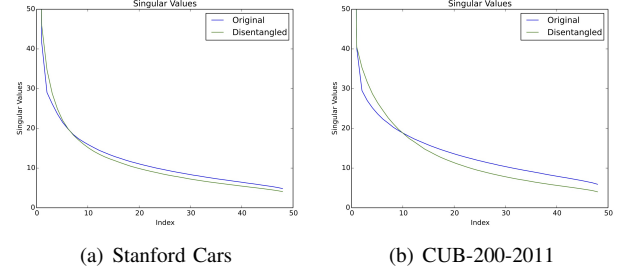 Singular Values
Singular Values
50
40
30
20
10
0
Original
Disentangled
0 10 20 30 40 50
Index
(a) Stanford Cars
Singular Values
Singular Values
50
40
30
20
10
0
Original
Disentangled
0 10 20 30 40 50
Index
(b) CUB-200-2011